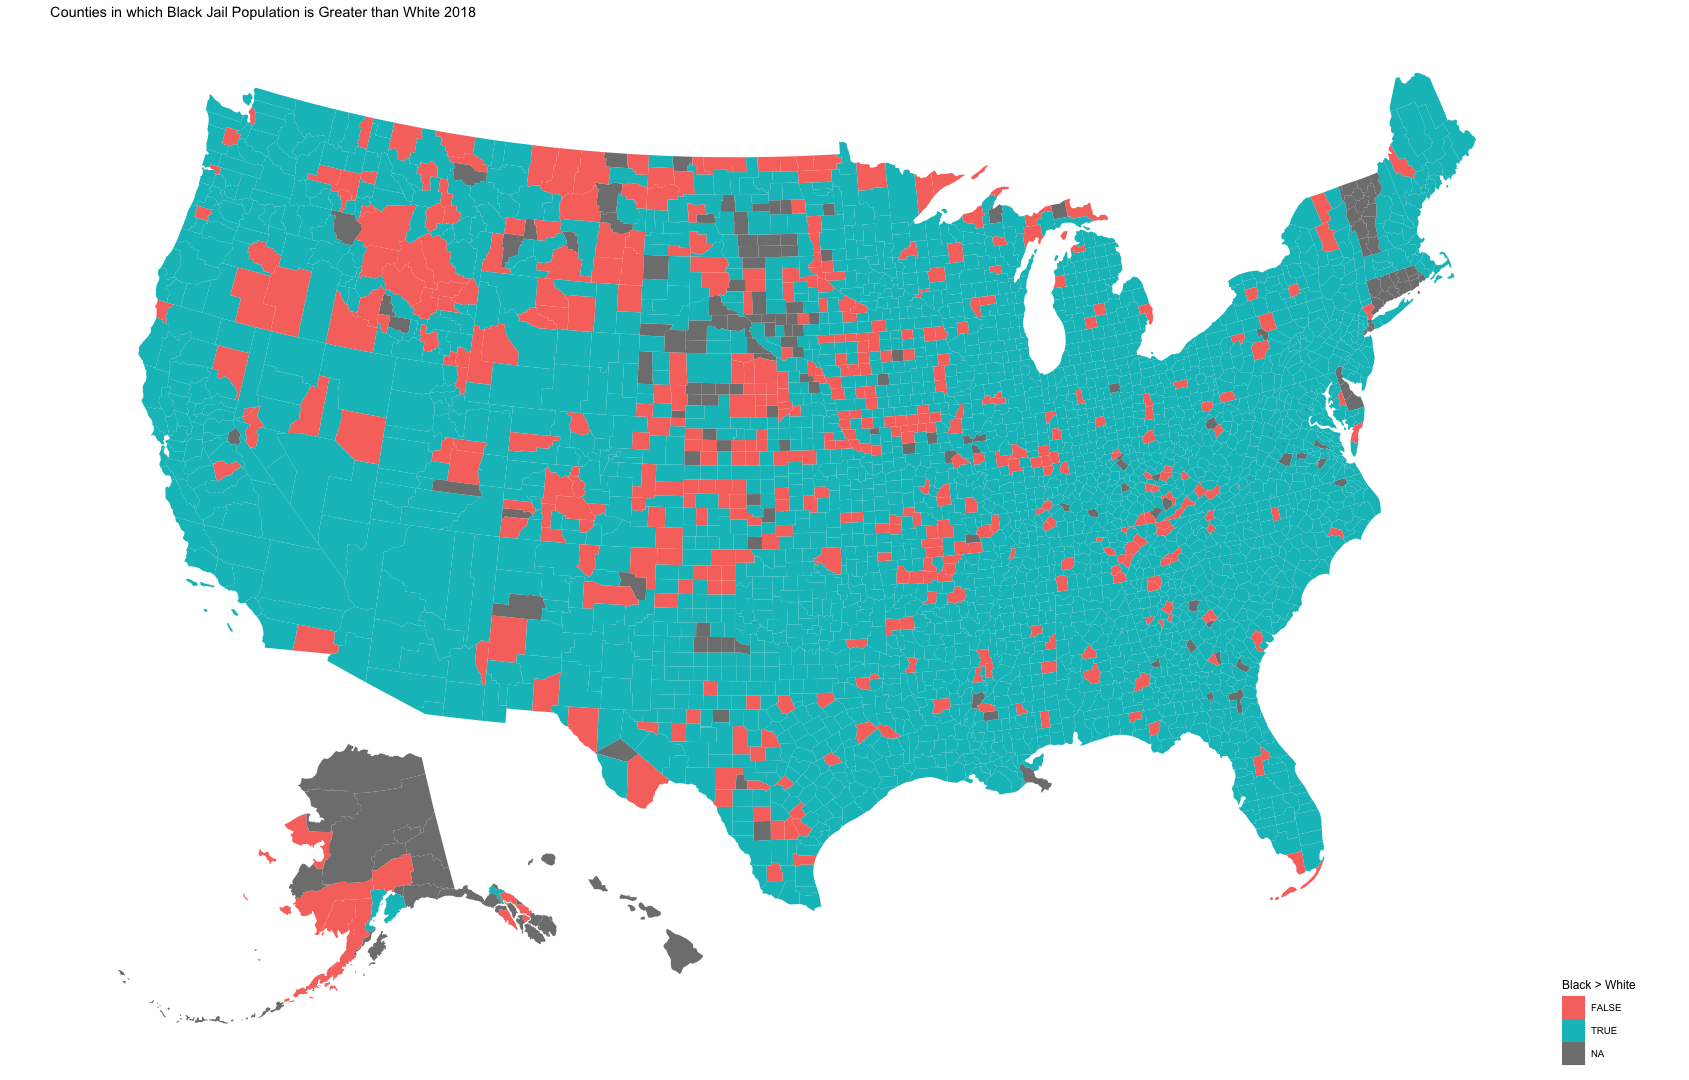 Counties in which Black Jail Population is Greater than White 2018
Black > White
FALSE
TRUE
NA